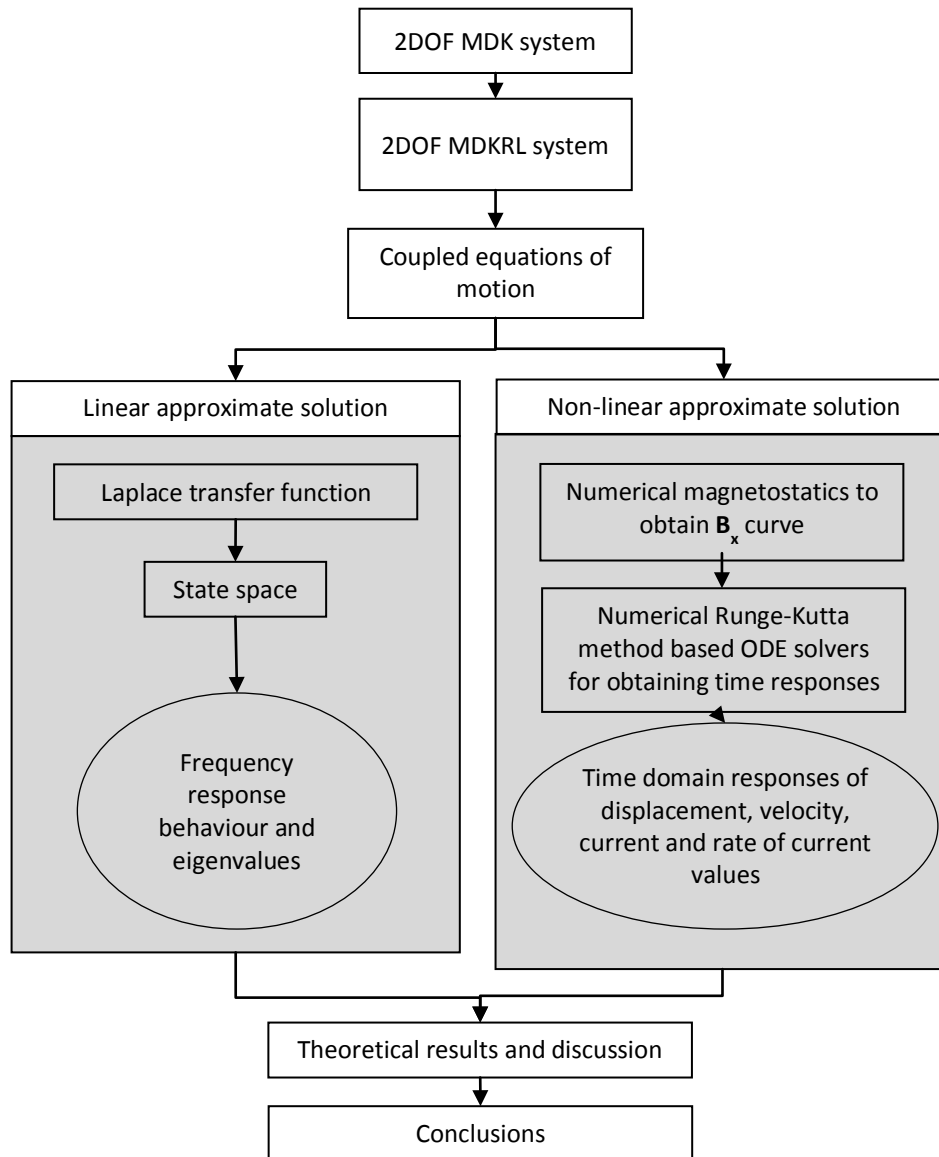 2DOF MDK system
2DOF MDKRL system
Coupled equations of
motion
Linear approximate solution
Laplace transfer function
State space
Frequency
response
behaviour and
eigenvalues
Non-linear approximate solution
Numerical magnetostatics to
obtain Bₓ curve
Numerical Runge-Kutta
method based ODE solvers
for obtaining time responses
Time domain responses of
displacement, velocity,
current and rate of current
values
Theoretical results and discussion
Conclusions